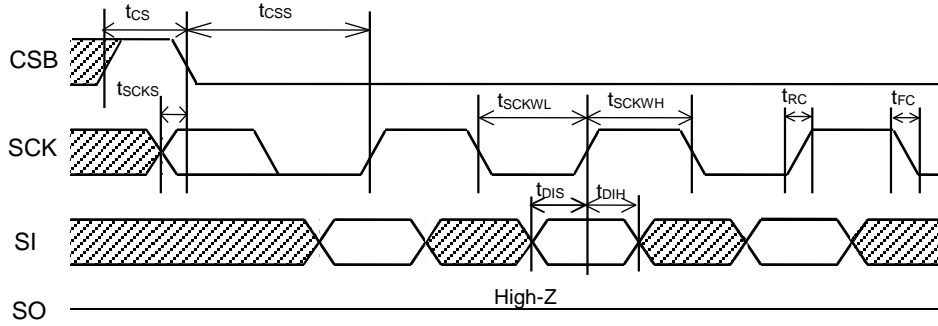 tCS tCSS
CSB
tSCKS tSCKWL tSCKWH tRC tFC
SCK
tDIS tDIH
SI
High-Z
SO